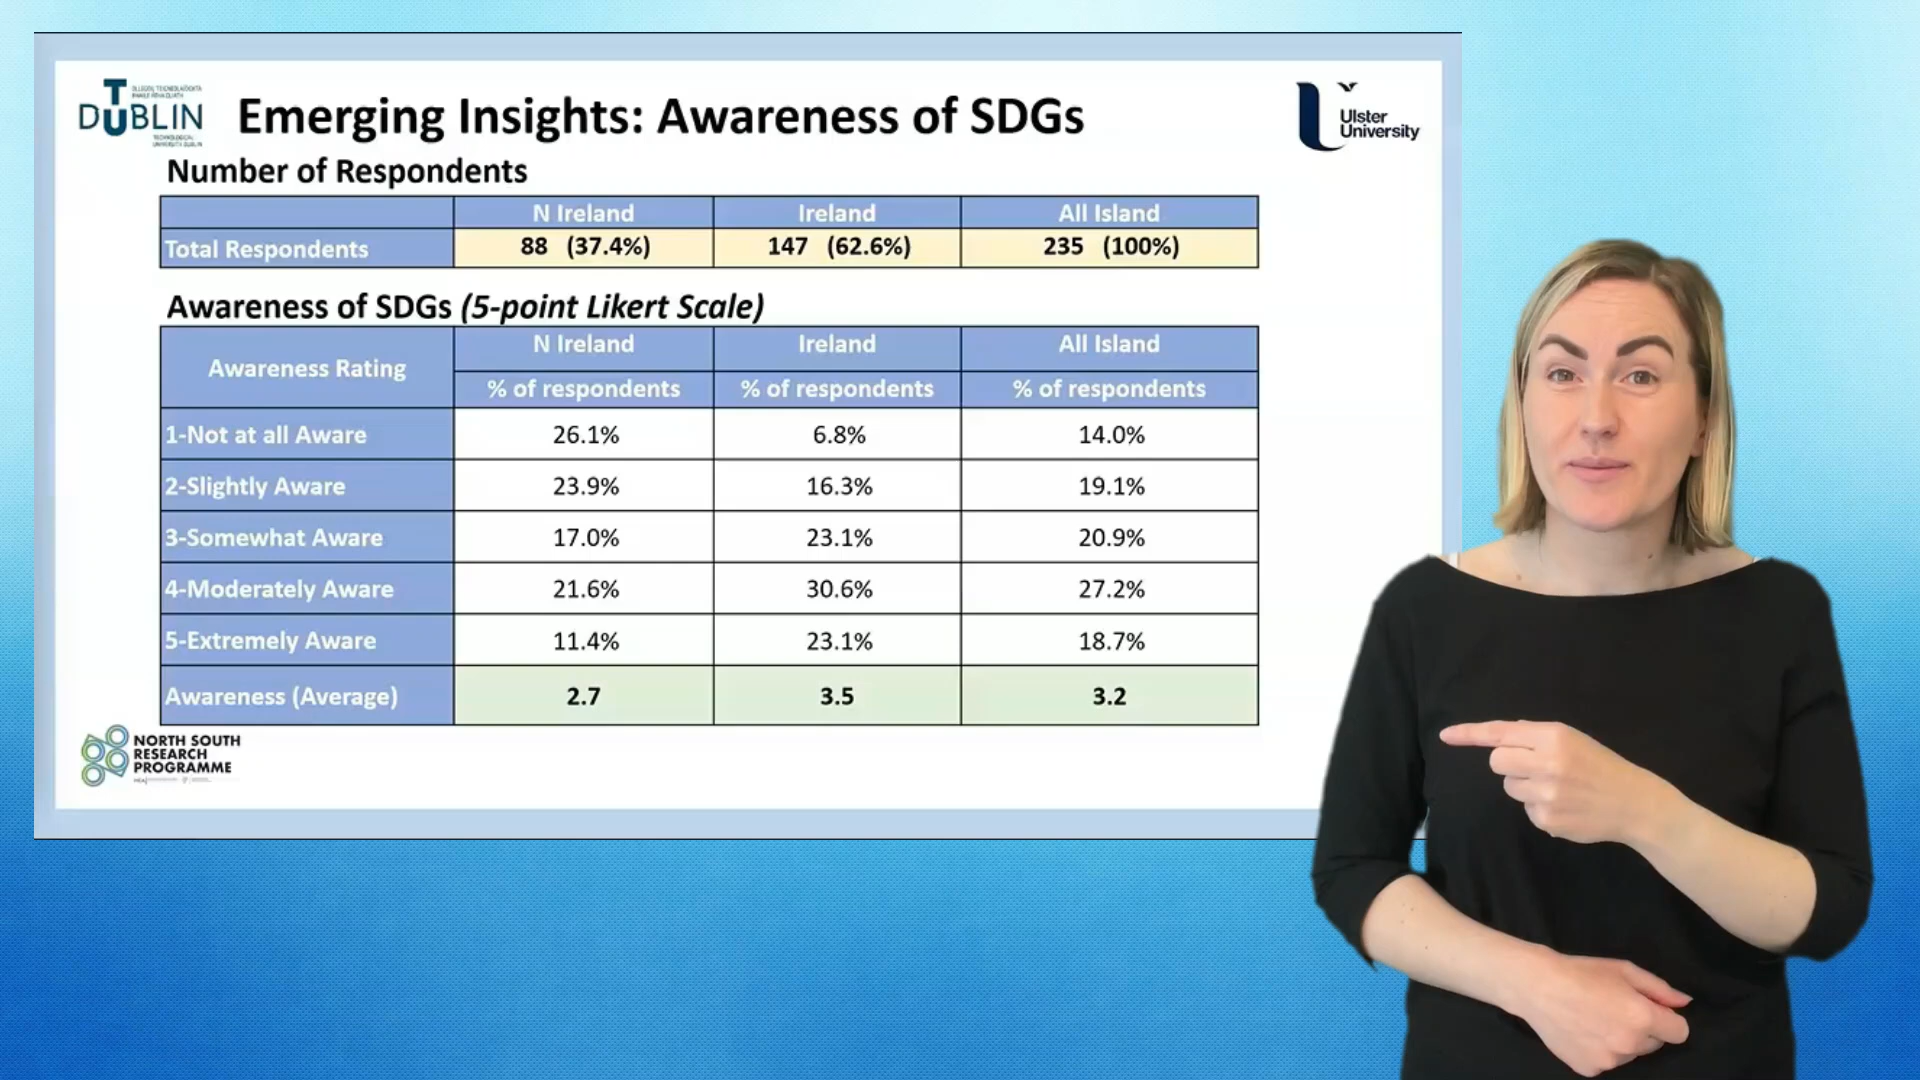 DUBLIN
TECHNOLOGICAL
UNIVERSITY DUBLIN
Emerging Insights: Awareness of SDGs
Ulster
University
Number of Respondents
N Ireland Ireland All Island
Total Respondents 88 (37.4%) 147 (62.6%) 235 (100%)
Awareness of SDGs (5-point Likert Scale)
Awareness Rating N Ireland Ireland All Island
% of respondents % of respondents % of respondents
1-Not at all Aware 26.1% 6.8% 14.0%
2-Slightly Aware 23.9% 16.3% 19.1%
3-Somewhat Aware 17.0% 23.1% 20.9%
4-Moderately Aware 21.6% 30.6% 27.2%
5-Extremely Aware 11.4% 23.1% 18.7%
Awareness (Average) 2.7 3.5 3.2
NORTH SOUTH
RESEARCH
PROGRAMME